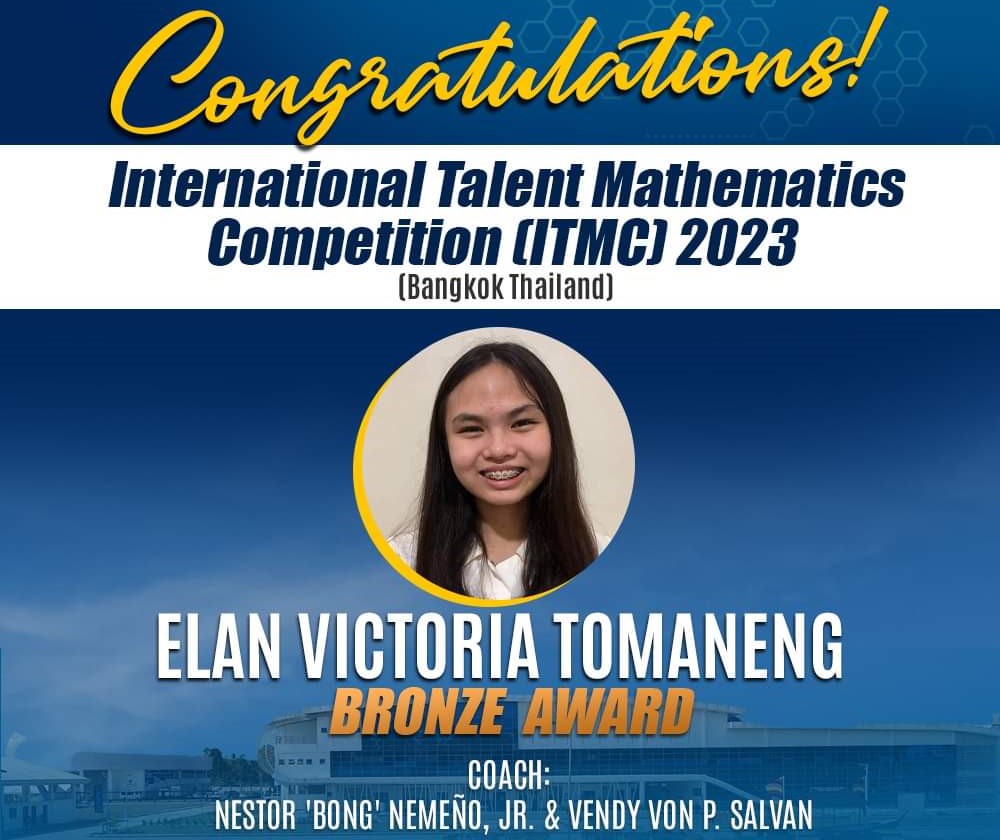 Congratulations!
International Talent Mathematics
Competition (ITMC) 2023
(Bangkok Thailand)
ELAN VICTORIA TOMANENG
BRONZE AWARD
COACH:
NESTOR 'BONG' NEMEÑO, JR. & VENDY VON P. SALVAN